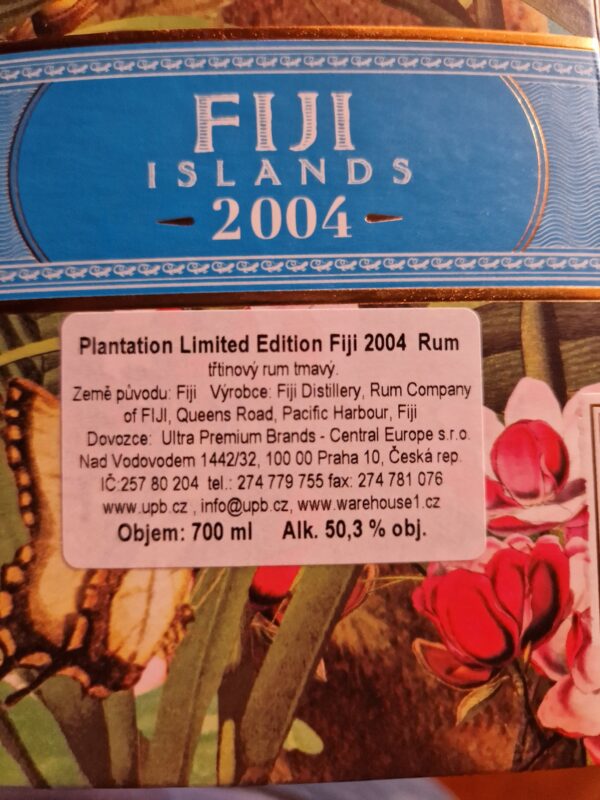 FIJI
ISLANDS
2004
Plantation Limited Edition Fiji 2004 Rum
třtinový rum tmavý.
Země původu: Fiji Výrobce: Fiji Distillery, Rum Company
of FIJI, Queens Road, Pacific Harbour, Fiji
Dovozce: Ultra Premium Brands - Central Europe s.r.o.
Nad Vodovodem 1442/32, 100 00 Praha 10, Česká rep.
IČ:257 80 204 tel.: 274 779 755 fax: 274 781 076
www.upb.cz , info@upb.cz, www.warehouse1.cz
Objem: 700 ml Alk. 50,3 % obj.